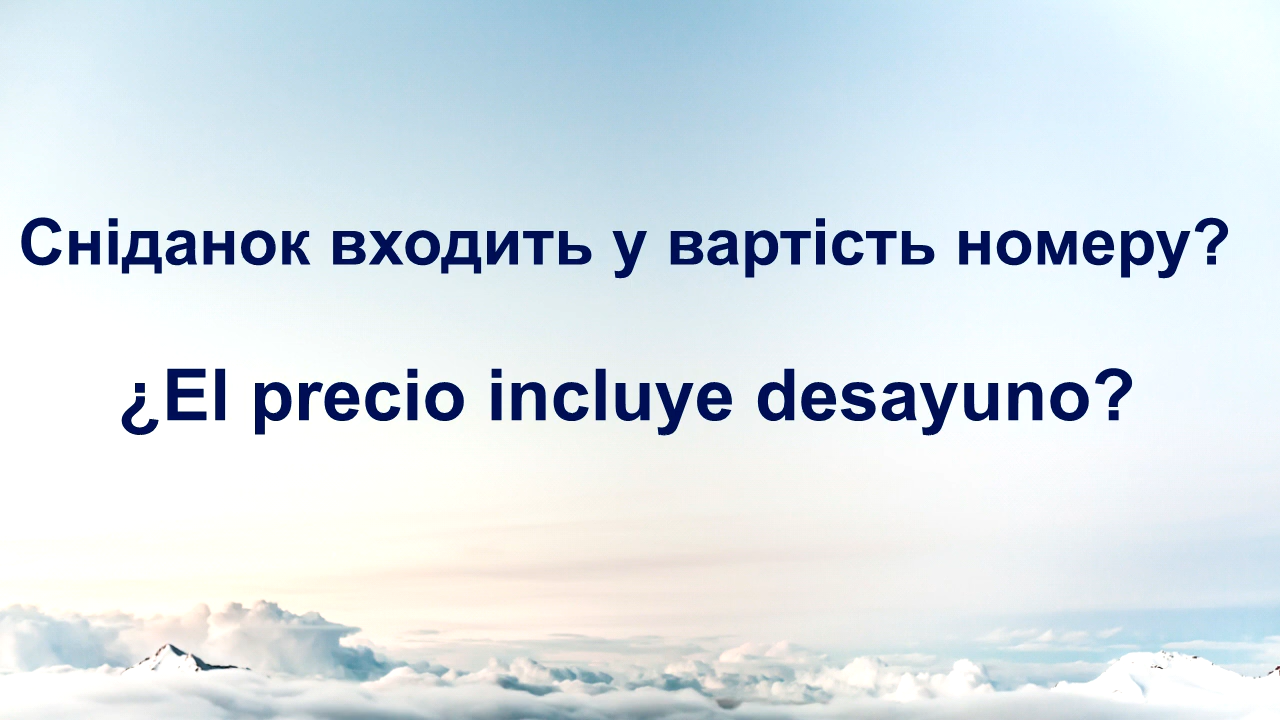 Сніданок входить у вартість номеру?
¿El precio incluye desayuno?